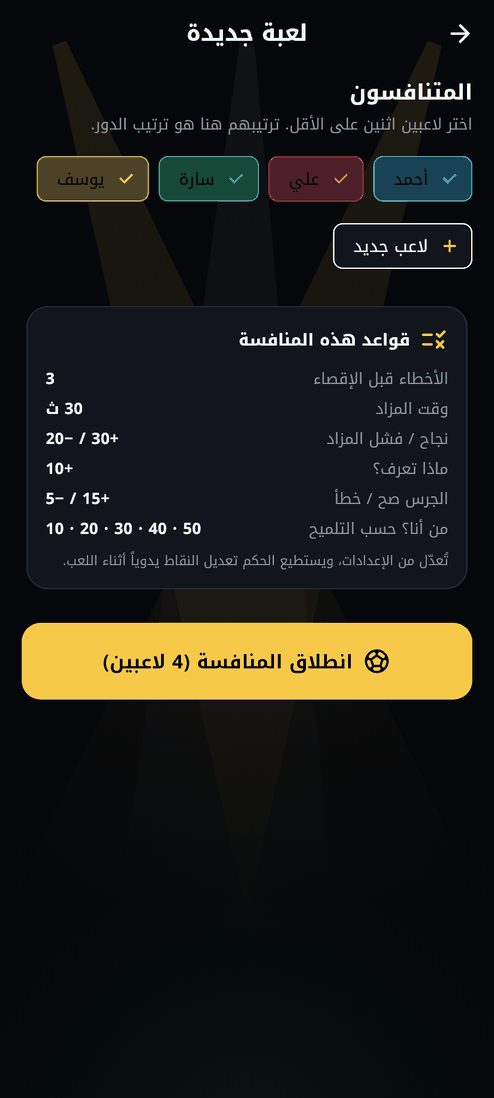 لعبة جديدة
المتنافسون
اختر لاعبين اثنين على الأقل. ترتيبهم هنا هو ترتيب الدور.
أحمد علي سارة يوسف
لاعب جديد
قواعد هذه المنافسة
الأخطاء قبل الإقصاء 3
وقت المزاد 30 ث
نجاح / فشل المزاد +30 / −20
ماذا تعرف؟ +10
الجرس صح / خطأ +15 / −5
من أنا؟ حسب التلميح 50 · 40 · 30 · 20 · 10
تُعدّل من الإعدادات، ويستطيع الحكم تعديل النقاط يدوياً أثناء اللعب.
انطلاق المنافسة (4 لاعبين)